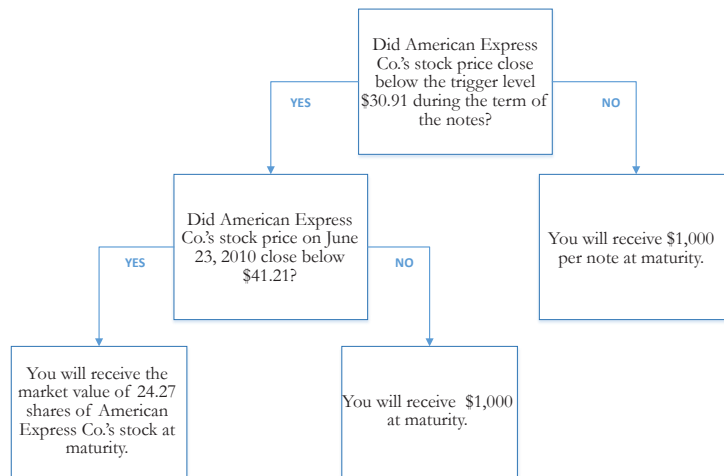 Did American Express
Co.'s stock price close
below the trigger level
$30.91 during the term of
the notes?
YES
NO
Did American Express
Co.'s stock price on June
23, 2010 close below
$41.21?
You will receive $1,000
per note at maturity.
YES
NO
You will receive the
market value of 24.27
shares of American
Express Co.'s stock at
maturity.
You will receive $1,000
at maturity.